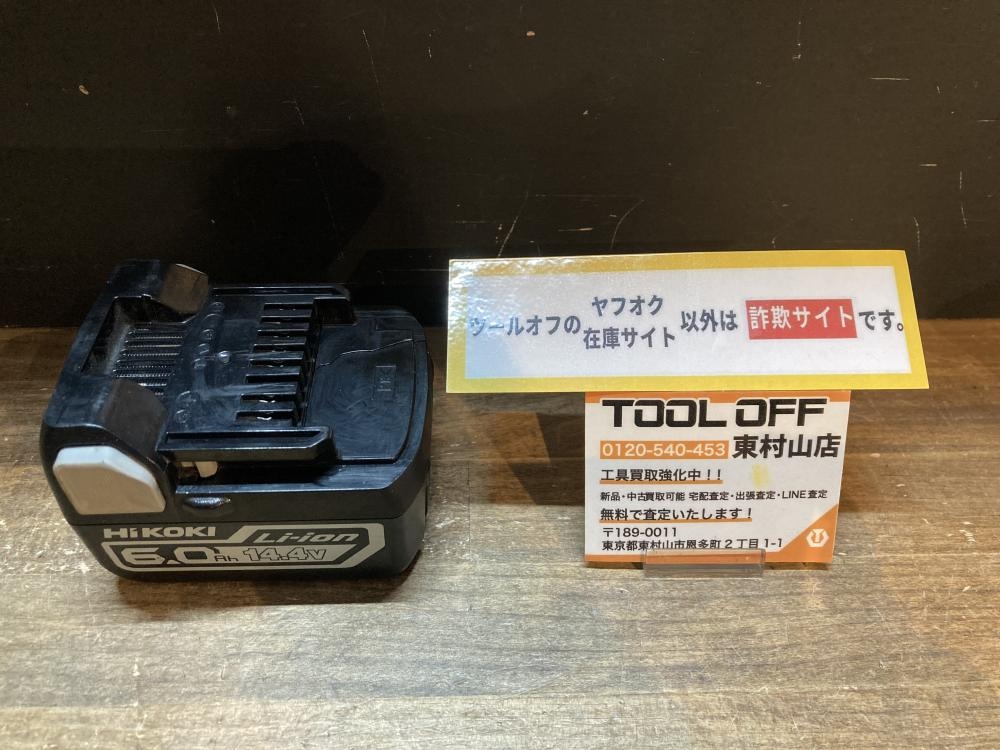 HiKOKI
Li-ion
6.0Ah 14.4V
ツールオフの ヤフオク 在庫サイト 以外は 詐欺サイトです。
TOOL OFF
0120-540-453 東村山店
工具買取強化中！！
新品・中古買取可能 宅配査定・出張査定・LINE査定
無料で査定いたします！
〒189-0011
東京都東村山市恩多町2丁目1-1